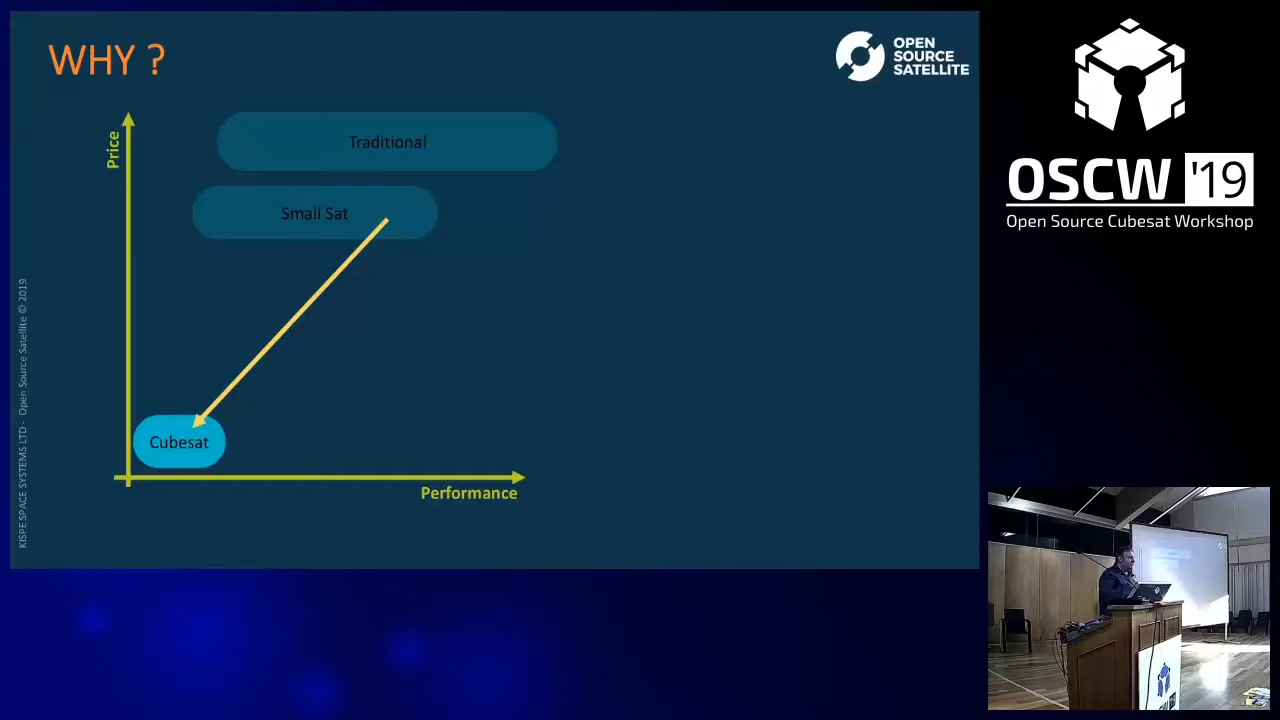 WHY ?
OPEN
SOURCE
SATELLITE
Price
Traditional
Small Sat
Cubesat
Performance
KISPE SPACE SYSTEMS LTD - Open Source Satellite © 2019
OSCW '19
Open Source Cubesat Workshop